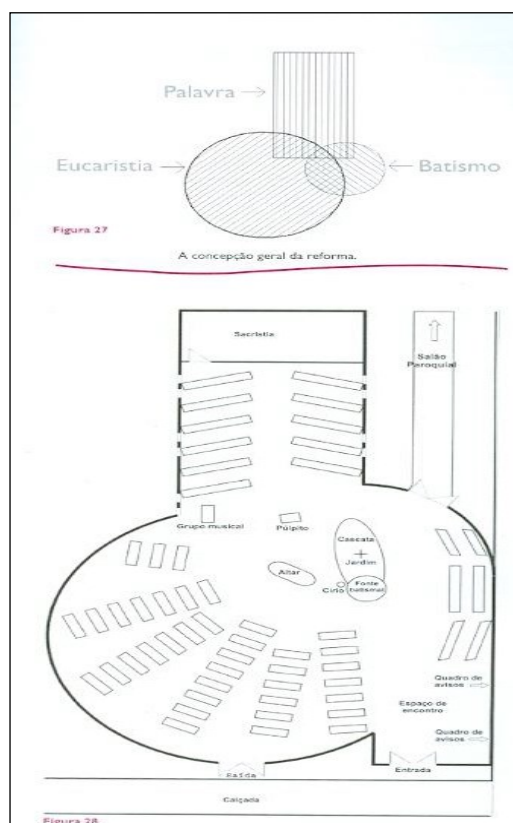 Palavra
Eucaristia
Batismo
Figura 27
A concepção geral da reforma.
Sacristia
Salão
Paroquial
Grupo musical
Púlpito
Cascata
Jardim
Altar
Círio
Fonte
batismal
Quadro de
avisos
Espaço de
encontro
Quadro de
avisos
Saída
Entrada
Calçada
Figura 28